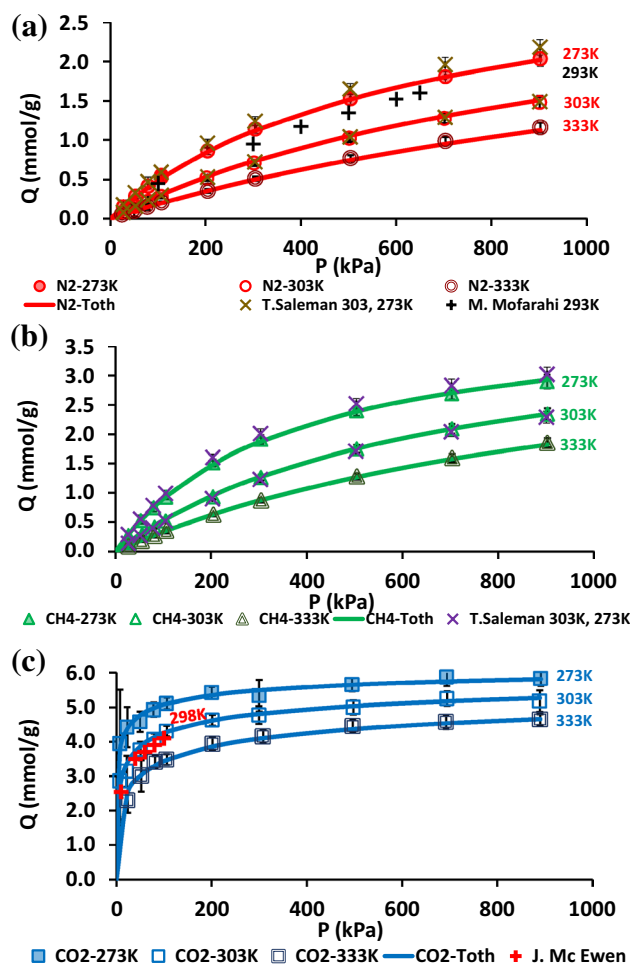 (a)
2.5
2.0
1.5
1.0
0.5
0.0
Q (mmol/g)
273K
293K
303K
333K
0 200 400 600 800 1000
P (kPa)
N2-273K N2-303K N2-333K
N2-Toth T.Saleman 303, 273K M. Mofarahi 293K
(b)
3.5
3.0
2.5
2.0
1.5
1.0
0.5
0.0
Q (mmol/g)
273K
303K
333K
0 200 400 600 800 1000
P (kPa)
CH4-273K CH4-303K CH4-333K CH4-Toth T.Saleman 303K, 273K
(c)
6.0
5.0
4.0
3.0
2.0
1.0
0.0
Q (mmol/g)
273K
298K
303K
333K
0 200 400 600 800 1000
P (kPa)
CO2-273K CO2-303K CO2-333K CO2-Toth J. Mc Ewen